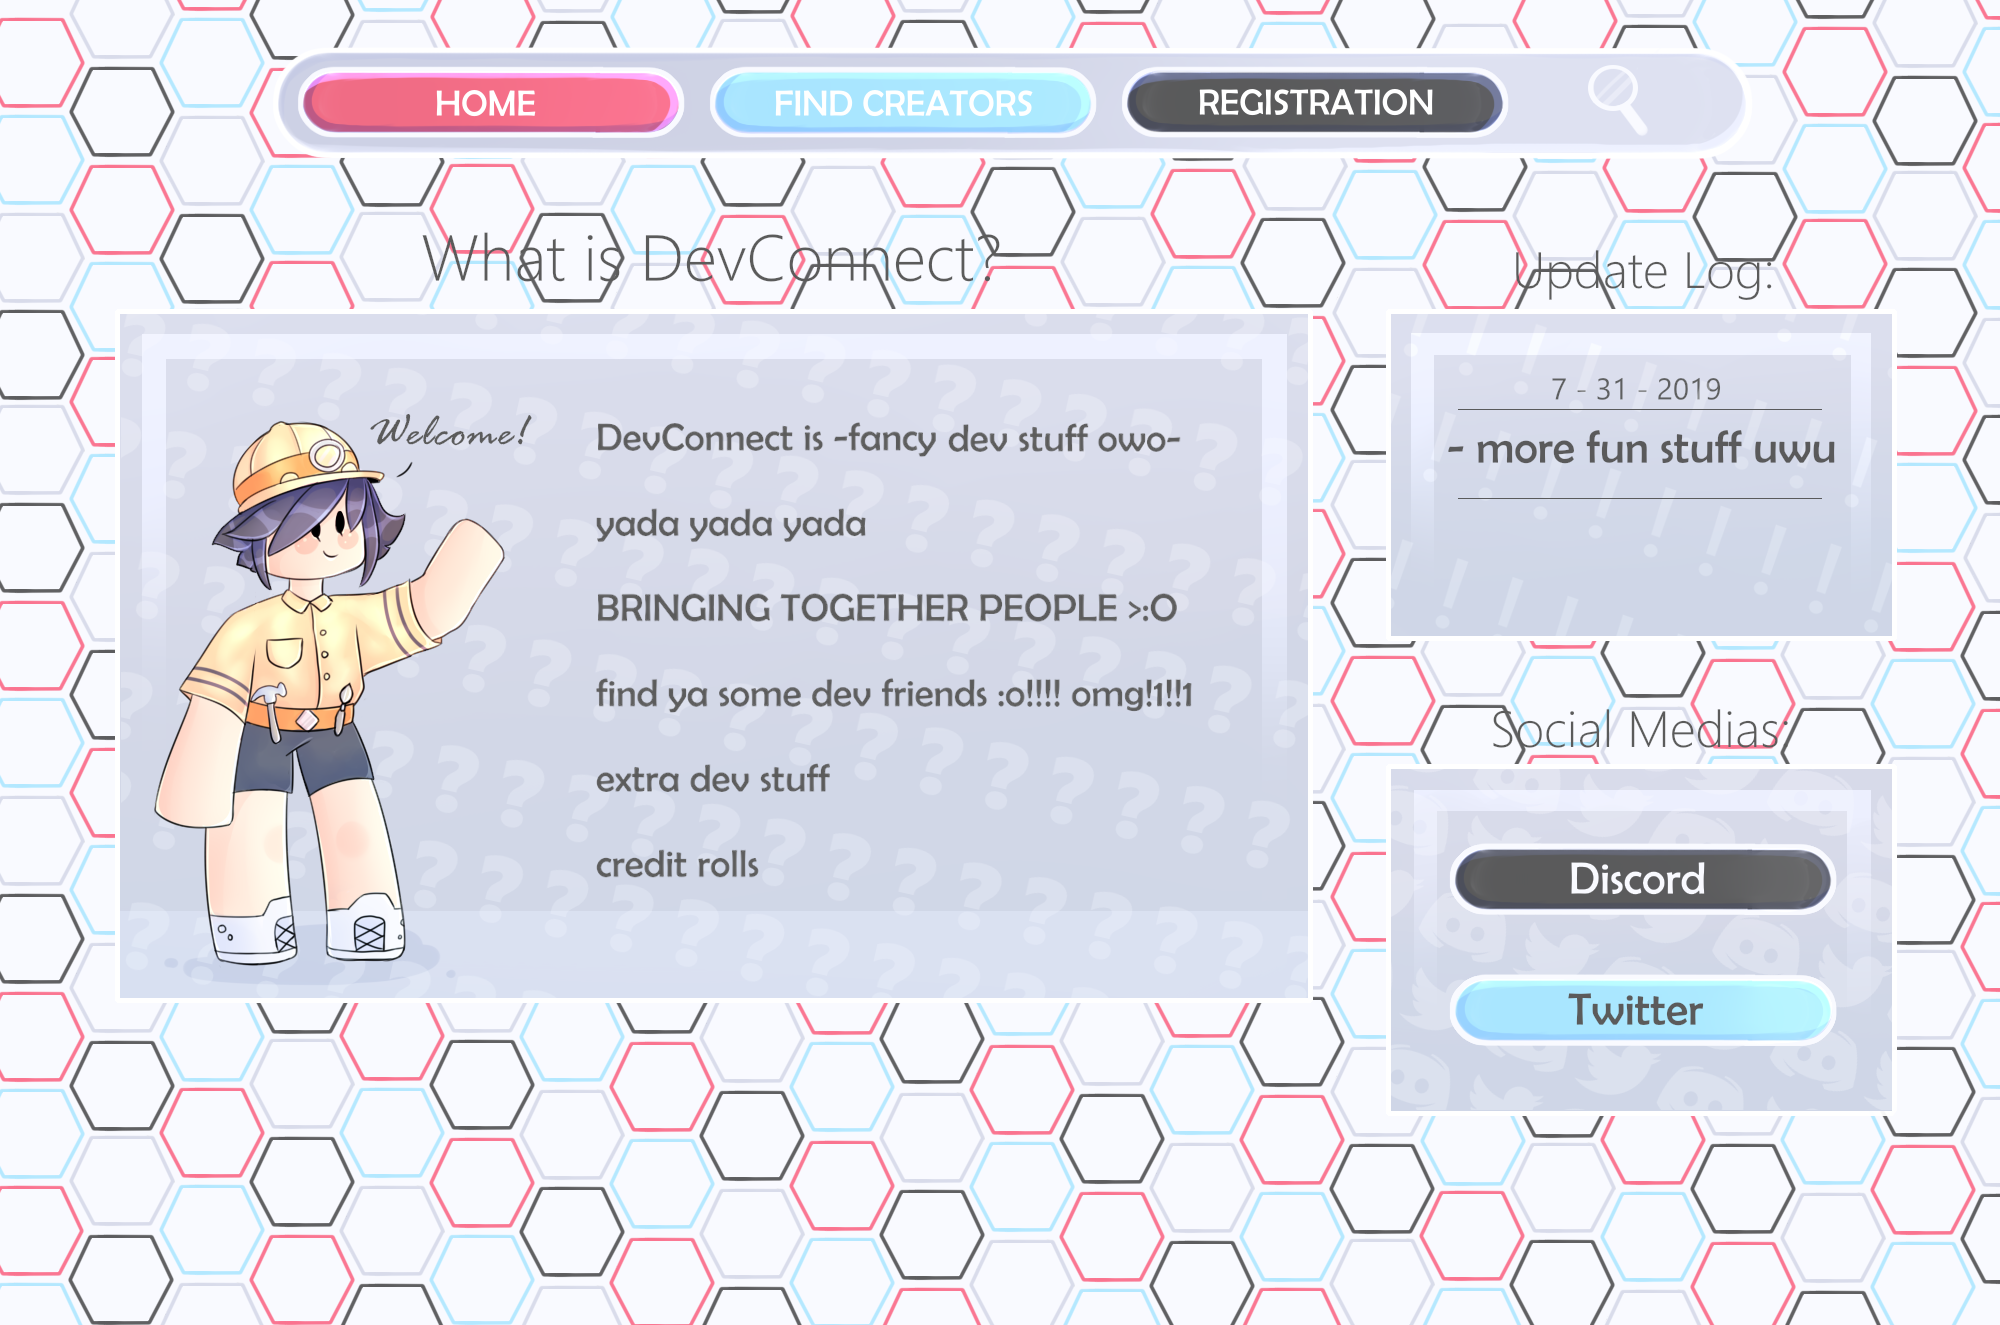 HOME
FIND CREATORS
REGISTRATION
What is DevConnect?
Welcome!
DevConnect is -fancy dev stuff owo-
yada yada yada
BRINGING TOGETHER PEOPLE >:O
find ya some dev friends :o!!!! omg!1!!1
extra dev stuff
credit rolls
Update Log:
7 - 31 - 2019
- more fun stuff uwu
Social Medias:
Discord
Twitter